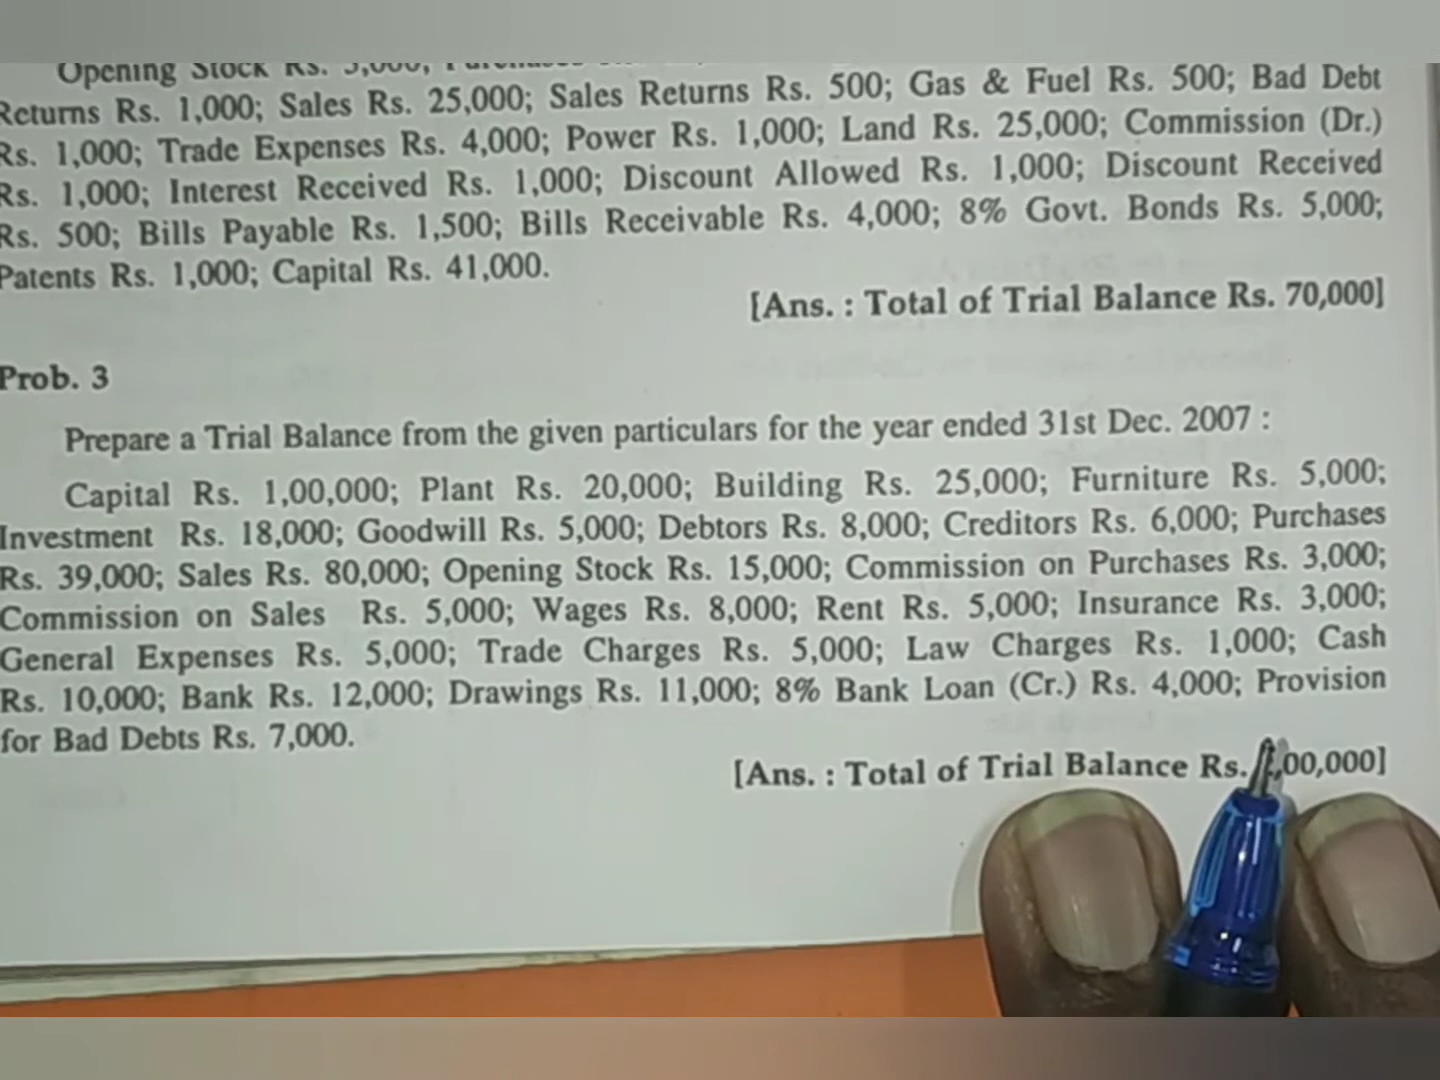 Opening Stock Rs. 5,000;
Returns Rs. 1,000; Sales Rs. 25,000; Sales Returns Rs. 500; Gas & Fuel Rs. 500; Bad Debt
Rs. 1,000; Trade Expenses Rs. 4,000; Power Rs. 1,000; Land Rs. 25,000; Commission (Dr.)
Rs. 1,000; Interest Received Rs. 1,000; Discount Allowed Rs. 1,000; Discount Received
Rs. 500; Bills Payable Rs. 1,500; Bills Receivable Rs. 4,000; 8% Govt. Bonds Rs. 5,000;
Patents Rs. 1,000; Capital Rs. 41,000.
[Ans. : Total of Trial Balance Rs. 70,000]
Prob. 3
Prepare a Trial Balance from the given particulars for the year ended 31st Dec. 2007 :
Capital Rs. 1,00,000; Plant Rs. 20,000; Building Rs. 25,000; Furniture Rs. 5,000;
Investment Rs. 18,000; Goodwill Rs. 5,000; Debtors Rs. 8,000; Creditors Rs. 6,000; Purchases
Rs. 39,000; Sales Rs. 80,000; Opening Stock Rs. 15,000; Commission on Purchases Rs. 3,000;
Commission on Sales Rs. 5,000; Wages Rs. 8,000; Rent Rs. 5,000; Insurance Rs. 3,000;
General Expenses Rs. 5,000; Trade Charges Rs. 5,000; Law Charges Rs. 1,000; Cash
Rs. 10,000; Bank Rs. 12,000; Drawings Rs. 11,000; 8% Bank Loan (Cr.) Rs. 4,000; Provision
for Bad Debts Rs. 7,000.
[Ans. : Total of Trial Balance Rs. ,00,000]